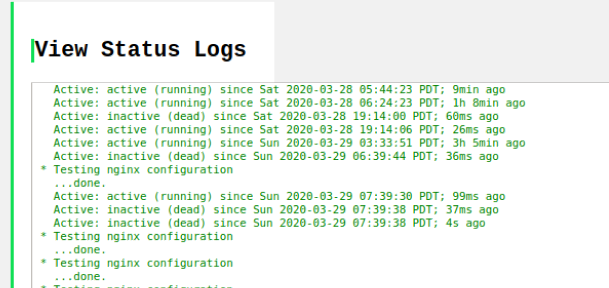 View Status Logs
Active: active (running) since Sat 2020-03-28 05:44:23 PDT; 9min ago
Active: active (running) since Sat 2020-03-28 06:24:23 PDT; 1h 8min ago
Active: inactive (dead) since Sat 2020-03-28 19:14:00 PDT; 60ms ago
Active: active (running) since Sat 2020-03-28 19:14:06 PDT; 26ms ago
Active: active (running) since Sun 2020-03-29 03:33:51 PDT; 3h 5min ago
Active: inactive (dead) since Sun 2020-03-29 06:39:44 PDT; 36ms ago
* Testing nginx configuration
...done.
Active: active (running) since Sun 2020-03-29 07:39:30 PDT; 99ms ago
Active: inactive (dead) since Sun 2020-03-29 07:39:38 PDT; 37ms ago
Active: inactive (dead) since Sun 2020-03-29 07:39:38 PDT; 4s ago
* Testing nginx configuration
...done.
* Testing nginx configuration
...done.
* Testing nginx configuration